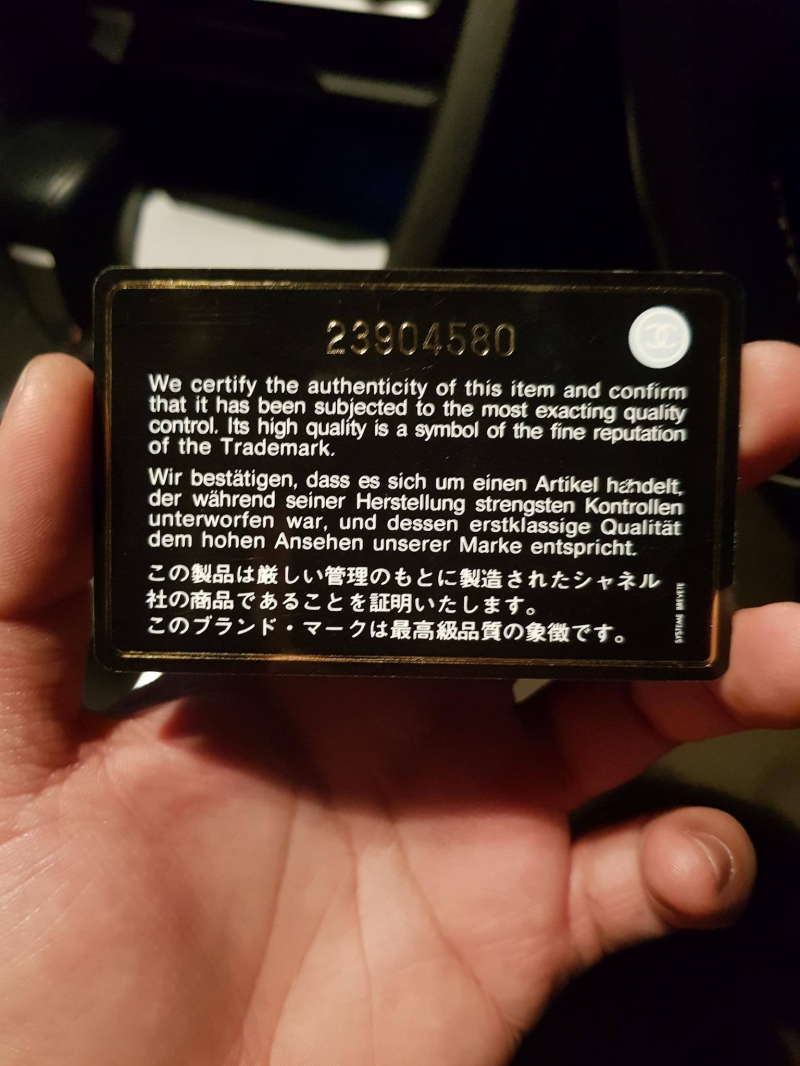 23904580
We certify the authenticity of this item and confirm
that it has been subjected to the most exacting quality
control. Its high quality is a symbol of the fine reputation
of the Trademark.
Wir bestätigen, dass es sich um einen Artikel handelt,
der während seiner Herstellung strengsten Kontrollen
unterworfen war, und dessen erstklassige Qualität
dem hohen Ansehen unserer Marke entspricht.
この製品は厳しい管理のもとに製造されたシャネル
社の商品であることを証明いたします。
このブランド・マークは最高級品質の象徴です。
SYSTEME BREVETE